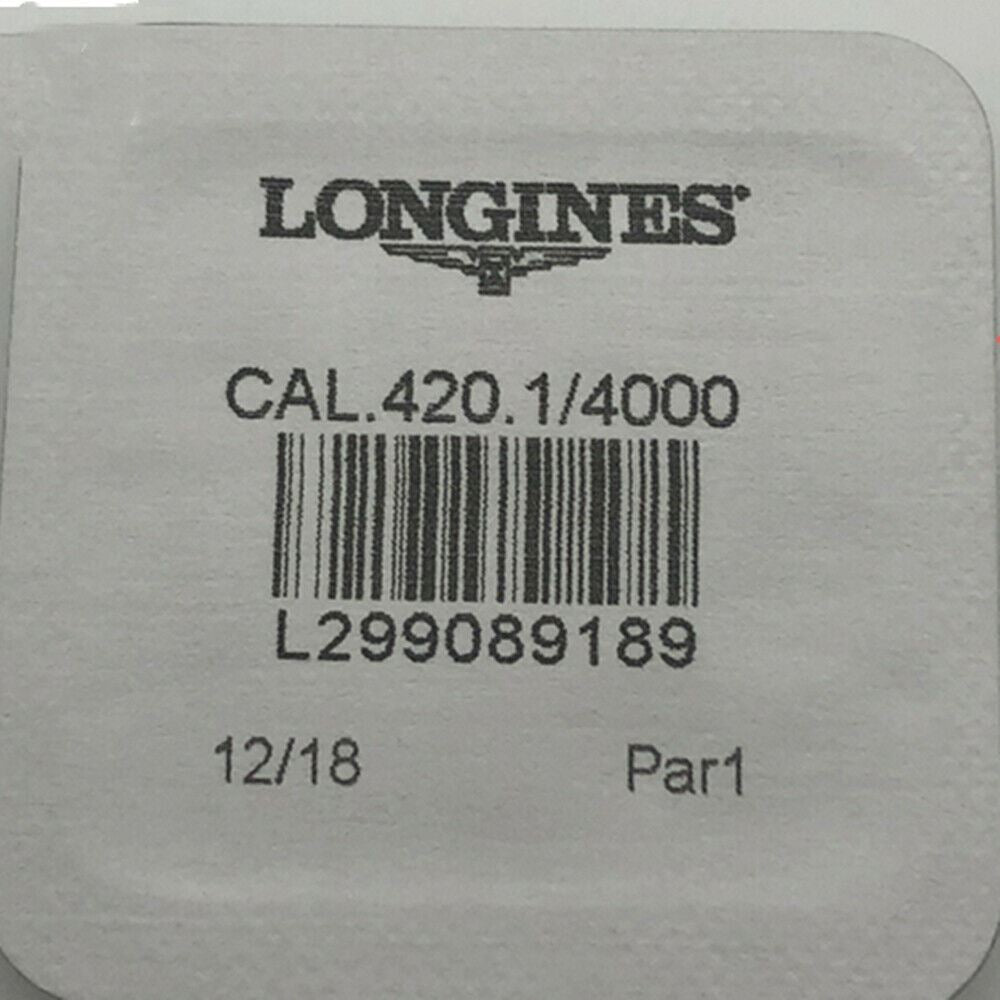 LONGINES
CAL.420.1/4000
L299089189
12/18 Par1